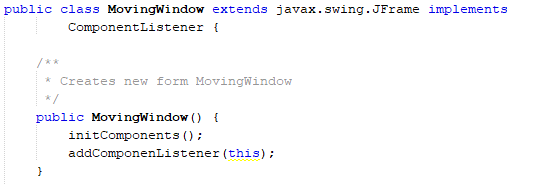 public class MovingWindow extends javax.swing.JFrame implements
ComponentListener {
/**
* Creates new form MovingWindow
*/
public MovingWindow() {
initComponents();
addComponenListener(this);
}